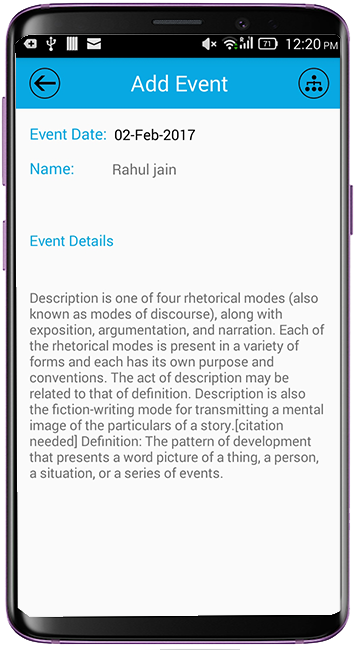 71 12:20 PM
Add Event
Event Date: 02-Feb-2017
Name: Rahul jain
Event Details
Description is one of four rhetorical modes (also
known as modes of discourse), along with
exposition, argumentation, and narration. Each of
the rhetorical modes is present in a variety of
forms and each has its own purpose and
conventions. The act of description may be
related to that of definition. Description is also
the fiction-writing mode for transmitting a mental
image of the particulars of a story.[citation
needed] Definition: The pattern of development
that presents a word picture of a thing, a person,
a situation, or a series of events.